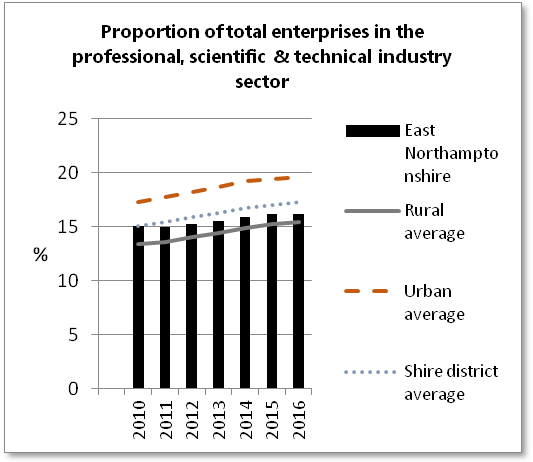 Proportion of total enterprises in the
professional, scientific & technical industry
sector
25
20
15
10
5
0
%
2010
2011
2012
2013
2014
2015
2016
East
Northampto
nshire
Rural
average
Urban
average
Shire district
average